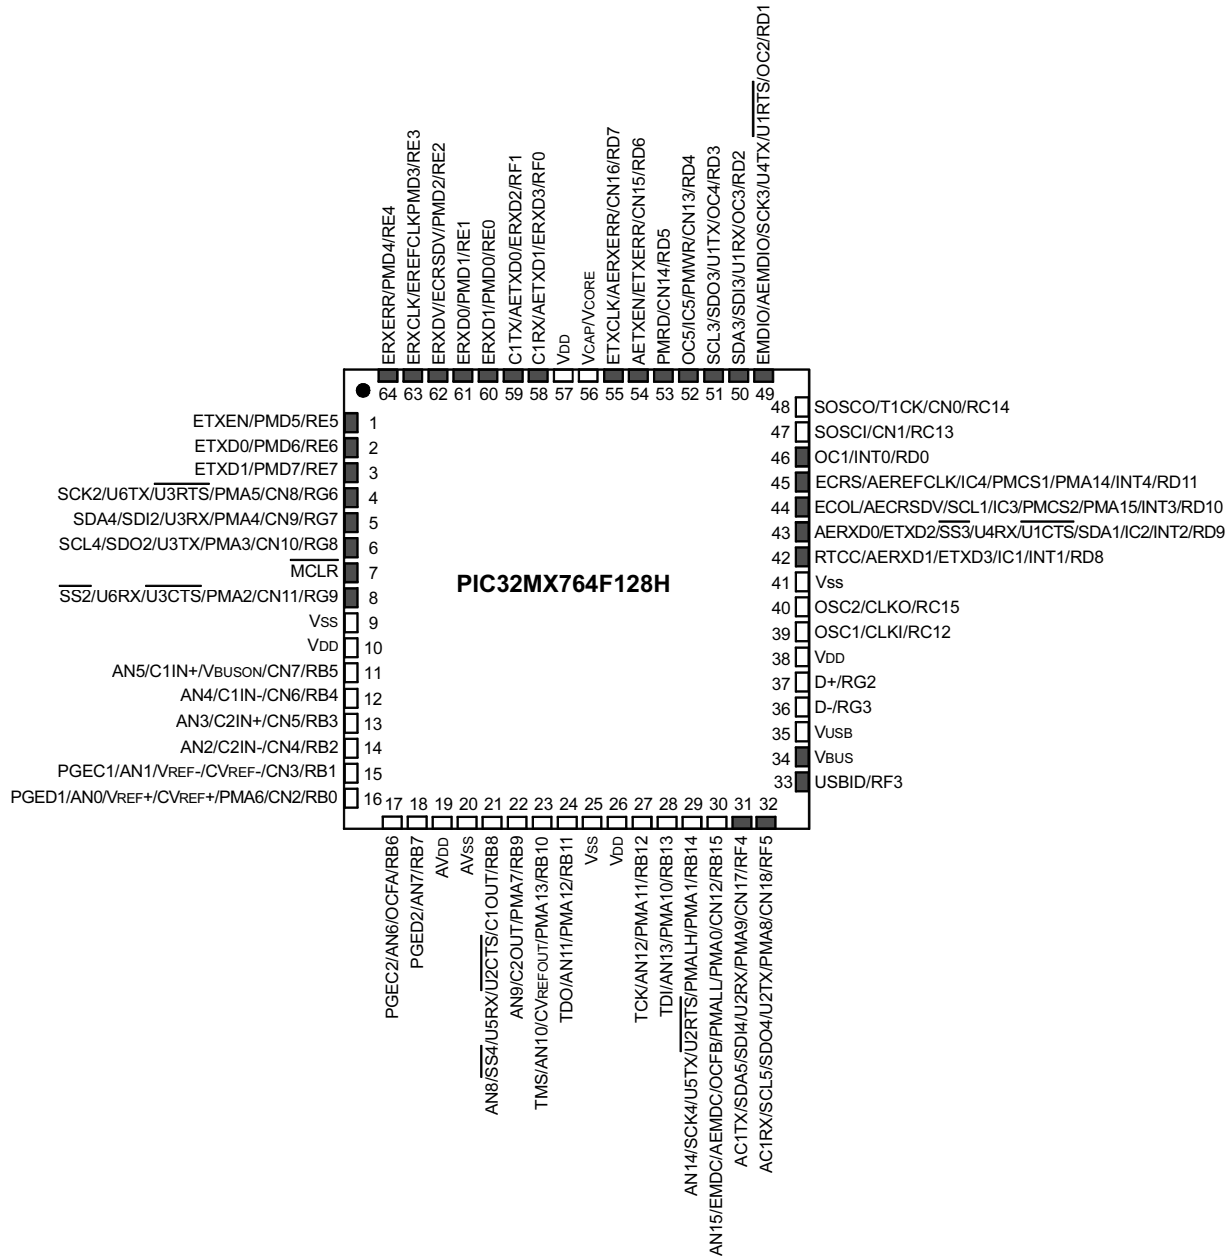 ERXERR/PMD4/RE4
ERXCLK/EREFCLKPMD3/RE3
ERXDV/ECRSDV/PMD2/RE2
ERXD0/PMD1/RE1
ERXD1/PMD0/RE0
C1TX/AETXD0/ERXD2/RF1
C1RX/AETXD1/ERXD3/RF0
VDD
VCAP/VCORE
ETXCLK/AERXERR/CN16/RD7
AETXEN/ETXERR/CN15/RD6
PMRD/CN14/RD5
OC5/IC5/PMWR/CN13/RD4
SCL3/SDO3/U1TX/OC4/RD3
SDA3/SDI3/U1RX/OC3/RD2
EMDIO/AEMDIO/SCK3/U4TX/U1RTS/OC2/RD1
64 63 62 61 60 59 58 57 56 55 54 53 52 51 50 49
ETXEN/PMD5/RE5 1
ETXD0/PMD6/RE6 2
ETXD1/PMD7/RE7 3
SCK2/U6TX/U3RTS/PMA5/CN8/RG6 4
SDA4/SDI2/U3RX/PMA4/CN9/RG7 5
SCL4/SDO2/U3TX/PMA3/CN10/RG8 6
MCLR 7
SS2/U6RX/U3CTS/PMA2/CN11/RG9 8
VSS 9
VDD 10
AN5/C1IN+/VBUSON/CN7/RB5 11
AN4/C1IN-/CN6/RB4 12
AN3/C2IN+/CN5/RB3 13
AN2/C2IN-/CN4/RB2 14
PGEC1/AN1/VREF-/CVREF-/CN3/RB1 15
PGED1/AN0/VREF+/CVREF+/PMA6/CN2/RB0 16
PIC32MX764F128H
48 SOSCO/T1CK/CN0/RC14
47 SOSCI/CN1/RC13
46 OC1/INT0/RD0
45 ECRS/AEREFCLK/IC4/PMCS1/PMA14/INT4/RD11
44 ECOL/AECRSDV/SCL1/IC3/PMCS2/PMA15/INT3/RD10
43 AERXD0/ETXD2/SS3/U4RX/U1CTS/SDA1/IC2/INT2/RD9
42 RTCC/AERXD1/ETXD3/IC1/INT1/RD8
41 Vss
40 OSC2/CLKO/RC15
39 OSC1/CLKI/RC12
38 VDD
37 D+/RG2
36 D-/RG3
35 VUSB
34 VBUS
33 USBID/RF3
17 18 19 20 21 22 23 24 25 26 27 28 29 30 31 32
PGEC2/AN6/OCFA/RB6
PGED2/AN7/RB7
AVDD
AVSS
AN8/SS4/U5RX/U2CTS/C1OUT/RB8
AN9/C2OUT/PMA7/RB9
TMS/AN10/CVREFOUT/PMA13/RB10
TDO/AN11/PMA12/RB11
VSS
VDD
TCK/AN12/PMA11/RB12
TDI/AN13/PMA10/RB13
AN14/SCK4/U5TX/U2RTS/PMALH/PMA1/RB14
AN15/EMDC/AEMDC/OCFB/PMALL/PMA0/CN12/RB15
AC1TX/SDA5/SDI4/U2RX/PMA9/CN17/RF4
AC1RX/SCL5/SDO4/U2TX/PMA8/CN18/RF5